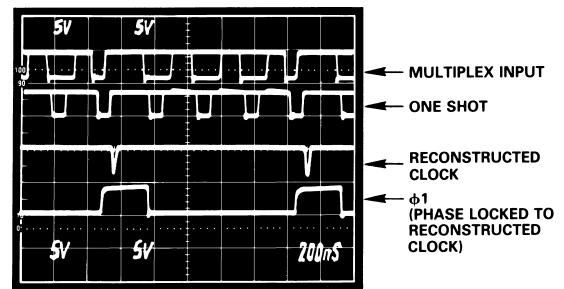 5V 5V
100
90
MULTIPLEX INPUT
ONE SHOT
RECONSTRUCTED
CLOCK
ϕ1
(PHASE LOCKED TO
RECONSTRUCTED
CLOCK)
0
5V 5V 200nS